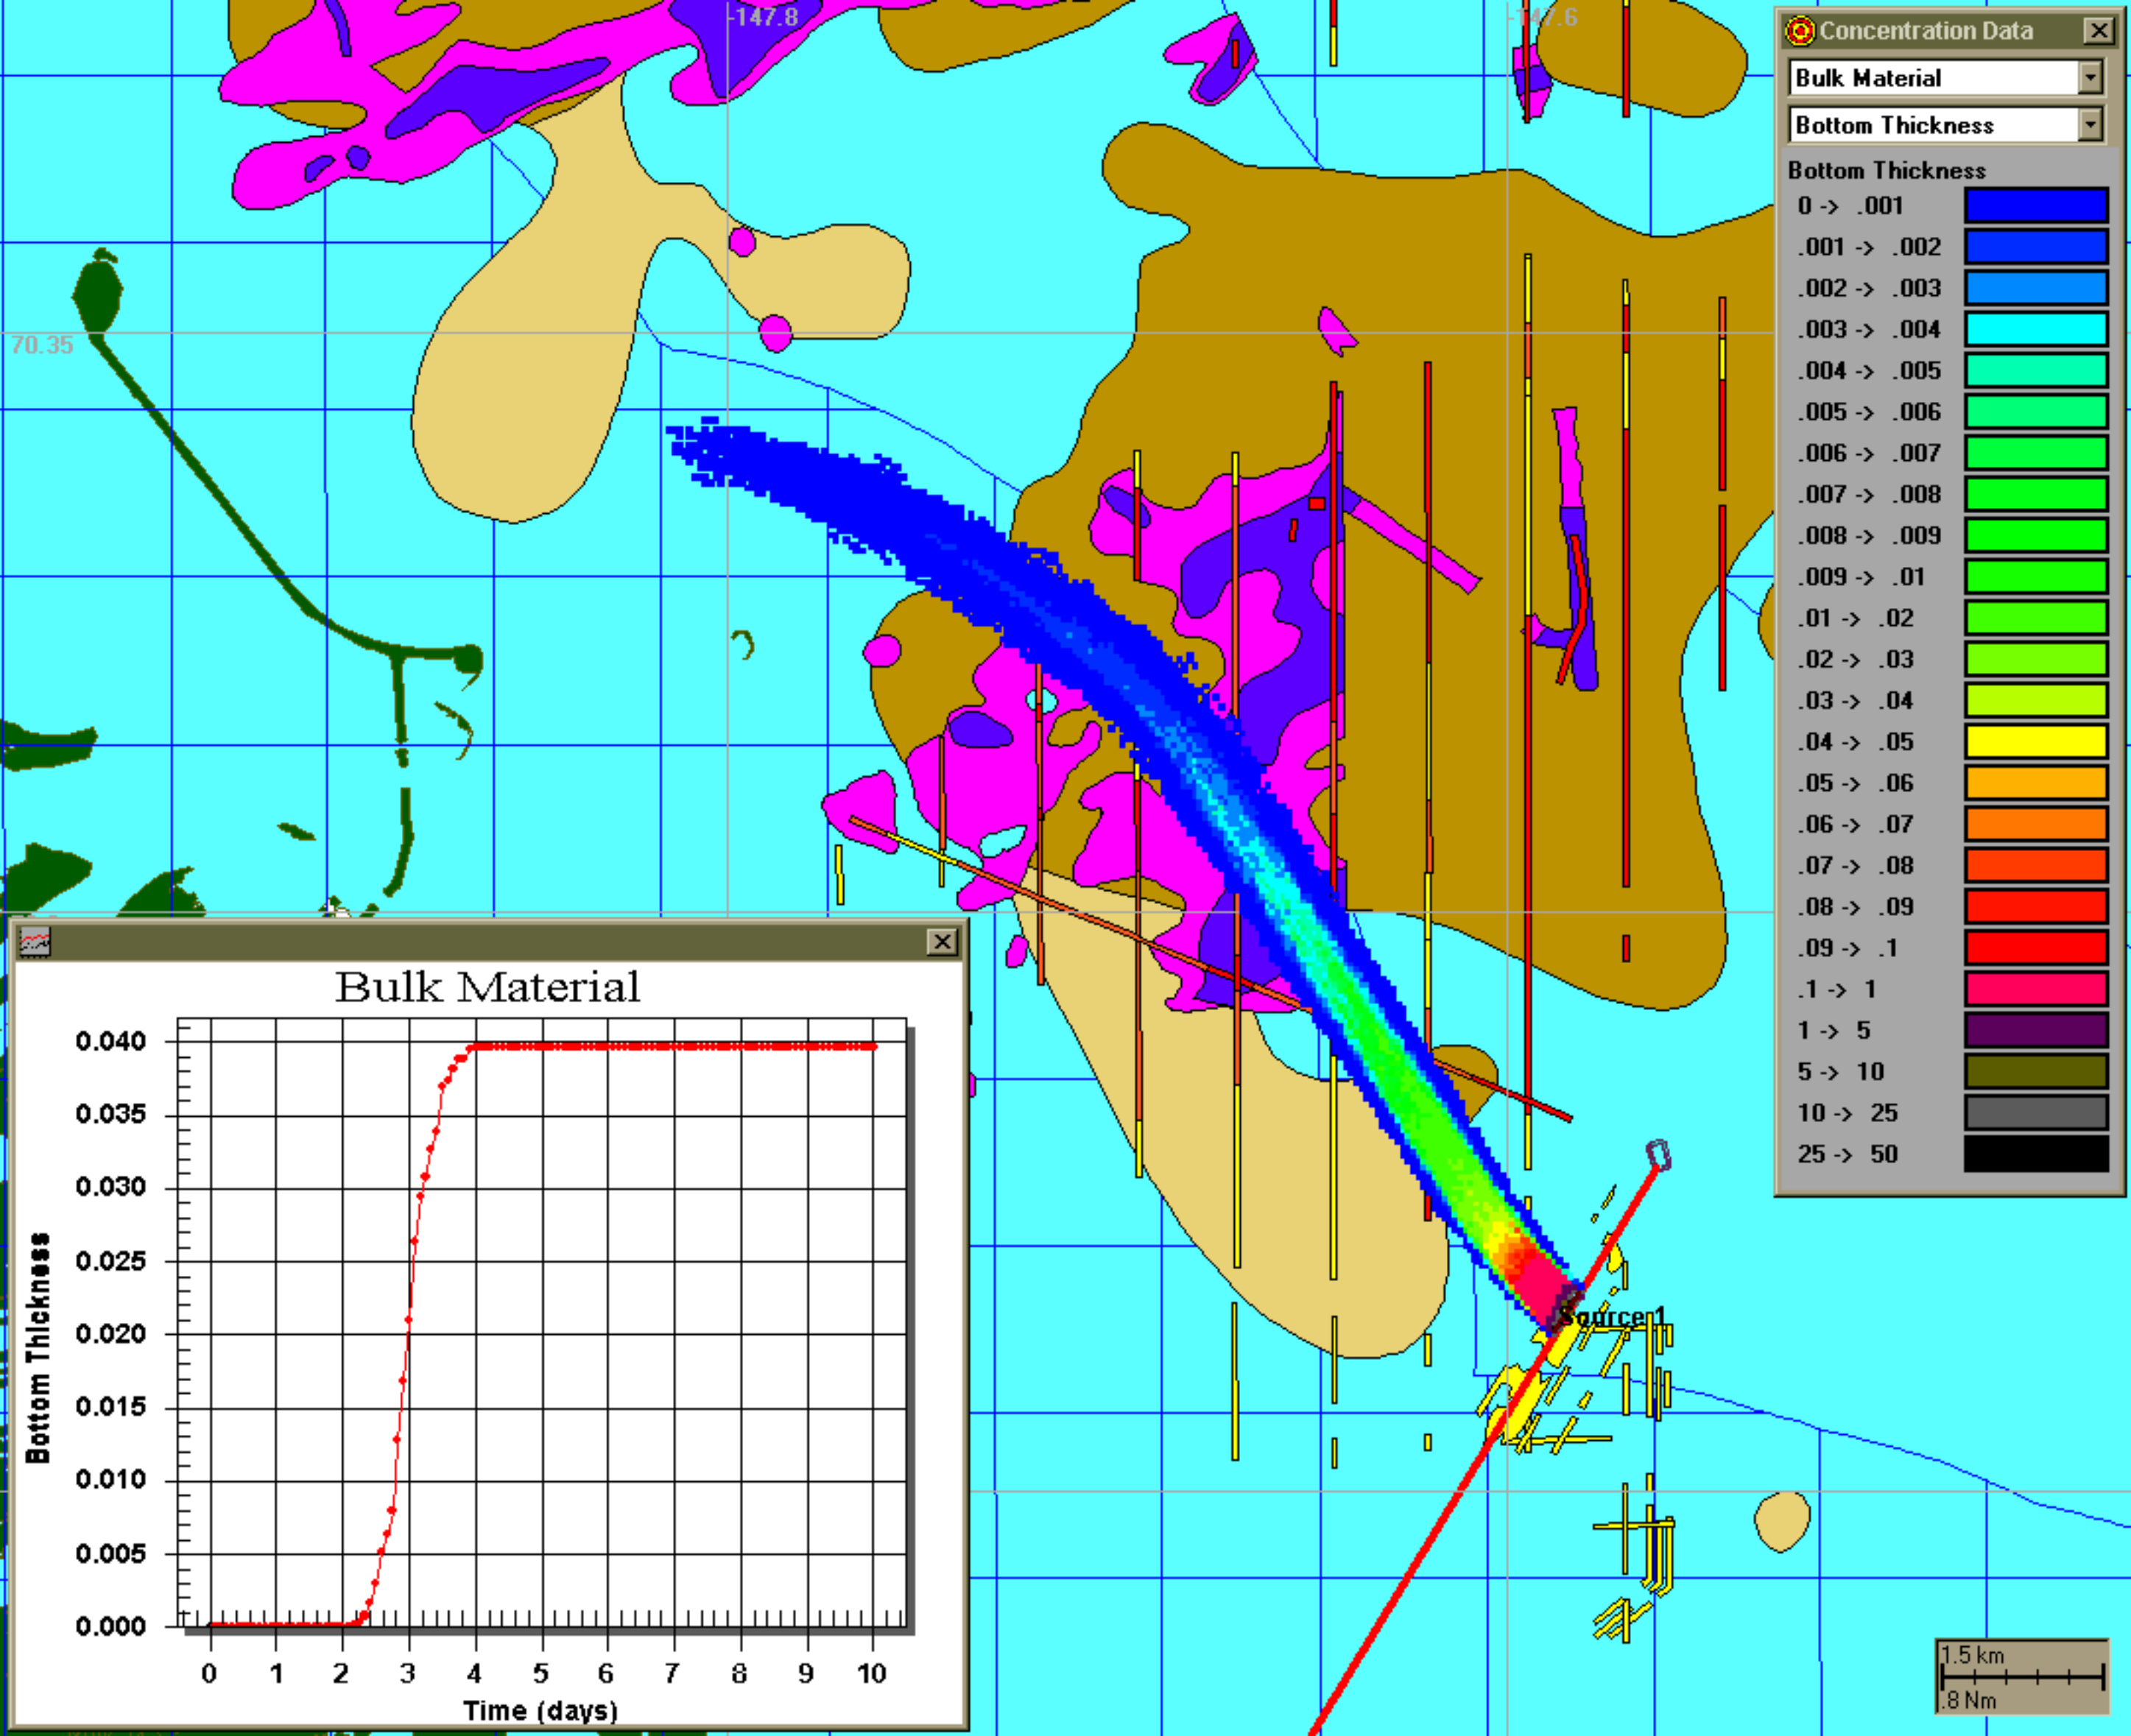 -147.8
-147.6
70.35
Concentration Data
Bulk Material
Bottom Thickness
Bottom Thickness
0 -> .001
.001 -> .002
.002 -> .003
.003 -> .004
.004 -> .005
.005 -> .006
.006 -> .007
.007 -> .008
.008 -> .009
.009 -> .01
.01 -> .02
.02 -> .03
.03 -> .04
.04 -> .05
.05 -> .06
.06 -> .07
.07 -> .08
.08 -> .09
.09 -> .1
.1 -> 1
1 -> 5
5 -> 10
10 -> 25
25 -> 50
Source 1
Bulk Material
0.040
0.035
0.030
0.025
0.020
0.015
0.010
0.005
0.000
Bottom Thickness
0 1 2 3 4 5 6 7 8 9 10
Time (days)
1.5 km
.8 Nm